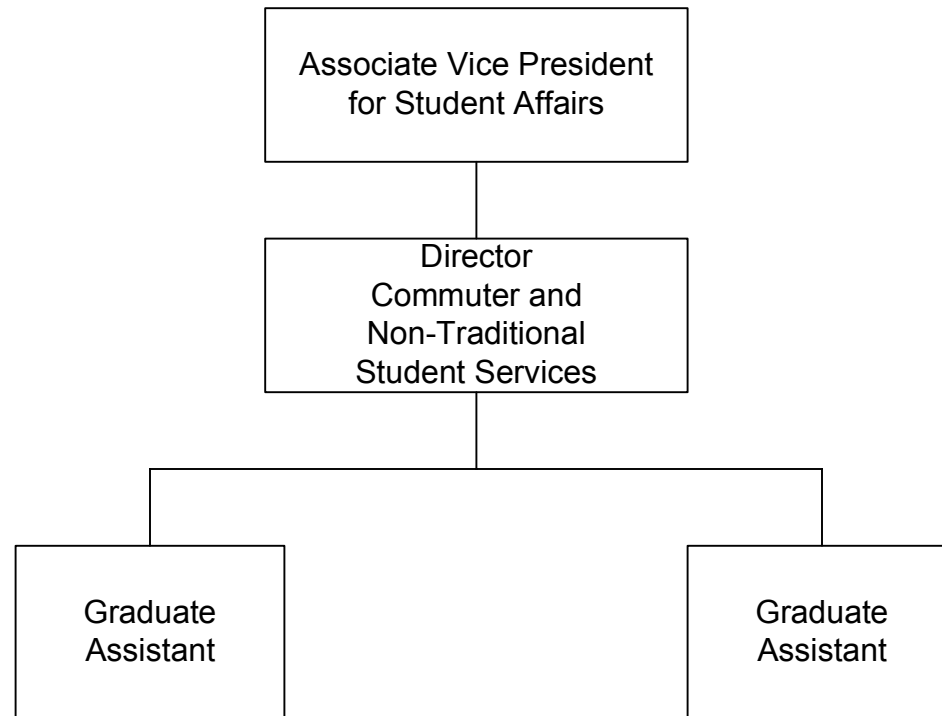 Associate Vice President
for Student Affairs
Director
Commuter and
Non-Traditional
Student Services
Graduate
Assistant
Graduate
Assistant